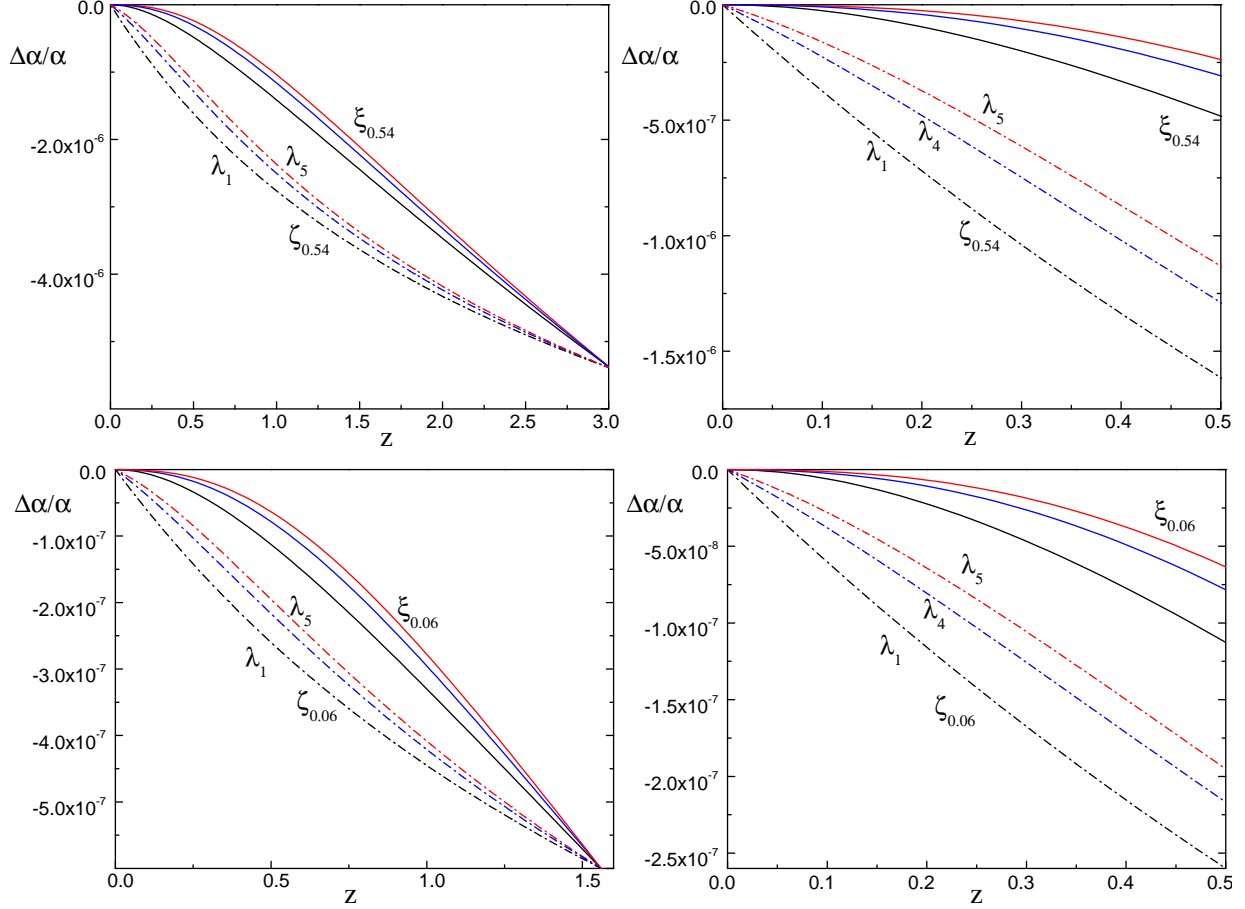 0.0
Δα/α
-2.0x10⁻⁶
-4.0x10⁻⁶
ξ₀.₅₄
λ₅
λ₁
ζ₀.₅₄
0.0 0.5 1.0 1.5 2.0 2.5 3.0
z
0.0
Δα/α
-5.0x10⁻⁷
-1.0x10⁻⁶
-1.5x10⁻⁶
ξ₀.₅₄
λ₅
λ₄
λ₁
ζ₀.₅₄
0.0 0.1 0.2 0.3 0.4 0.5
z
0.0
Δα/α
-1.0x10⁻⁷
-2.0x10⁻⁷
-3.0x10⁻⁷
-4.0x10⁻⁷
-5.0x10⁻⁷
λ₅
ξ₀.₀₆
λ₁
ζ₀.₀₆
0.0 0.5 1.0 1.5
z
0.0
Δα/α
-5.0x10⁻⁸
-1.0x10⁻⁷
-1.5x10⁻⁷
-2.0x10⁻⁷
-2.5x10⁻⁷
ξ₀.₀₆
λ₅
λ₄
λ₁
ζ₀.₀₆
0.0 0.1 0.2 0.3 0.4 0.5
z